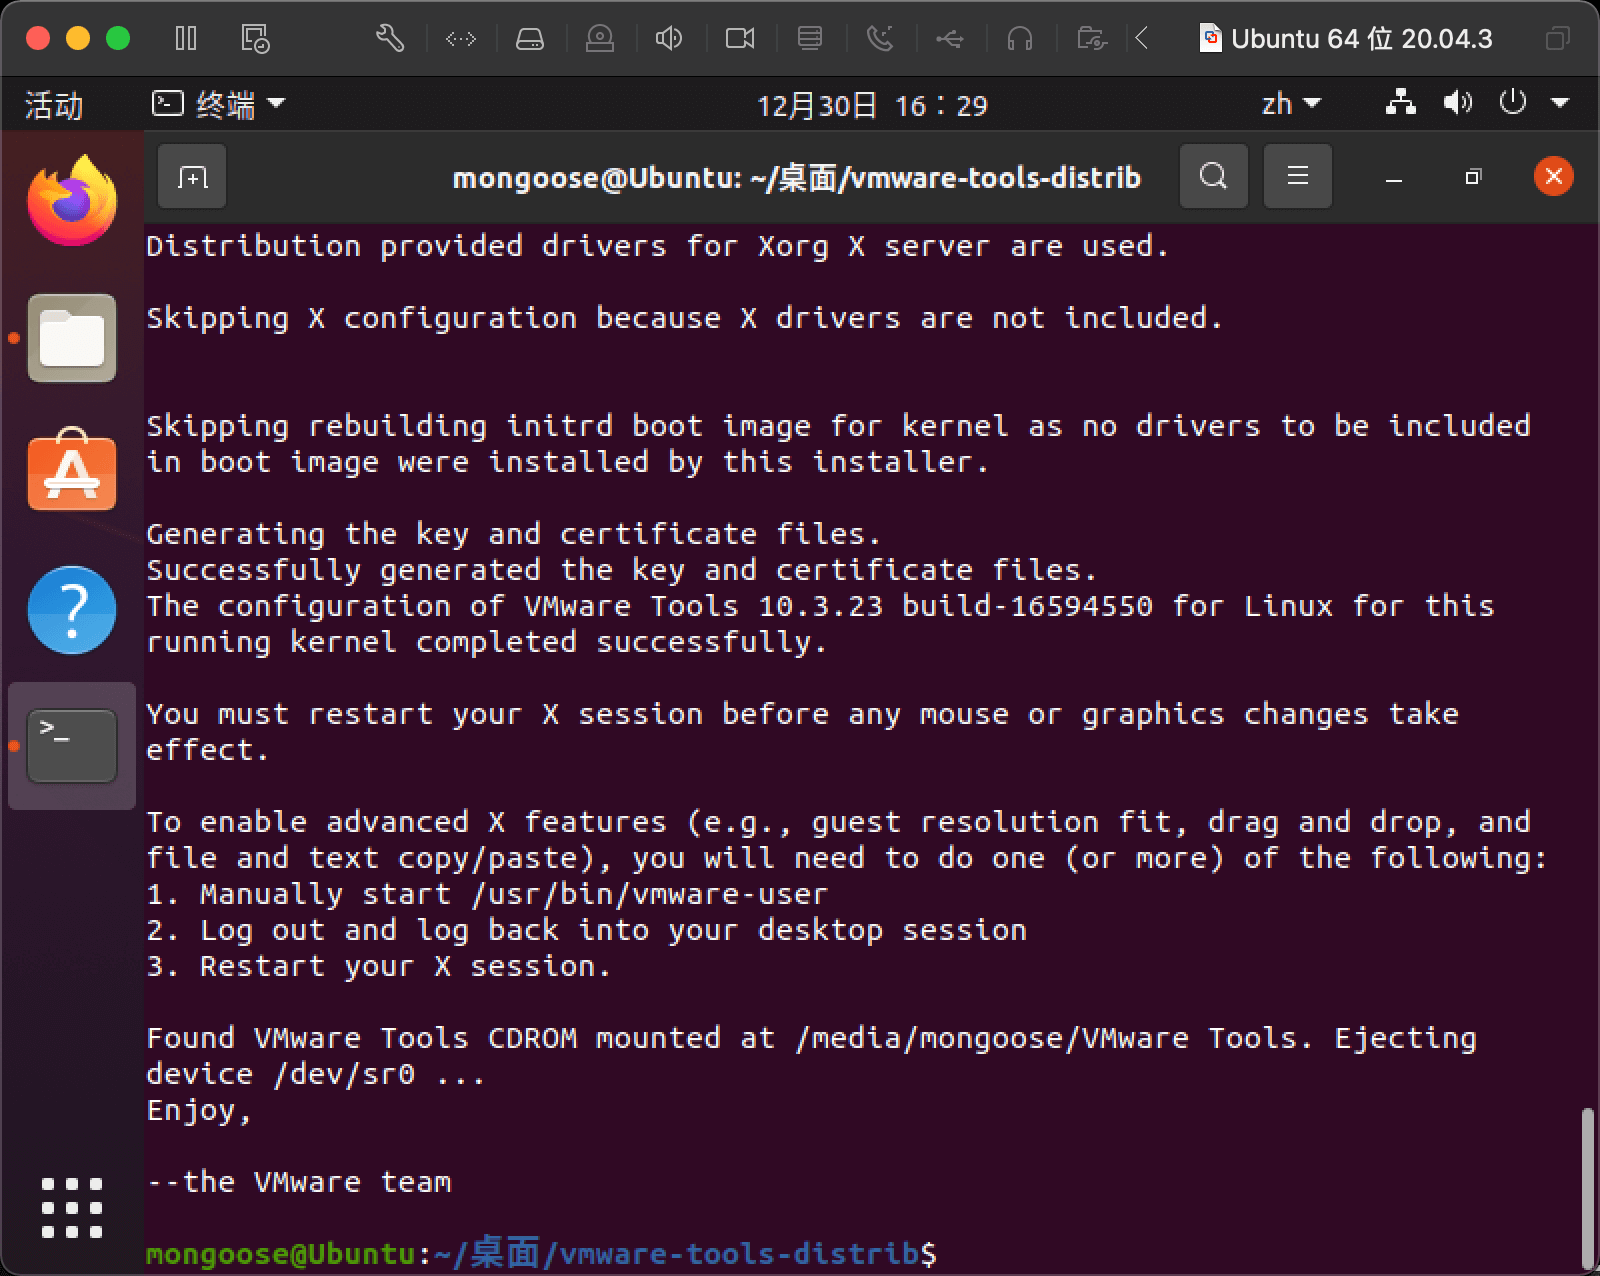 Ubuntu 64 位 20.04.3
活动
终端
12月30日 16：29
zh
mongoose@Ubuntu: ~/桌面/vmware-tools-distrib
Distribution provided drivers for Xorg X server are used.
Skipping X configuration because X drivers are not included.
Skipping rebuilding initrd boot image for kernel as no drivers to be included
in boot image were installed by this installer.
Generating the key and certificate files.
Successfully generated the key and certificate files.
The configuration of VMware Tools 10.3.23 build-16594550 for Linux for this
running kernel completed successfully.
You must restart your X session before any mouse or graphics changes take
effect.
To enable advanced X features (e.g., guest resolution fit, drag and drop, and
file and text copy/paste), you will need to do one (or more) of the following:
1. Manually start /usr/bin/vmware-user
2. Log out and log back into your desktop session
3. Restart your X session.
Found VMware Tools CDROM mounted at /media/mongoose/VMware Tools. Ejecting
device /dev/sr0 ...
Enjoy,
--the VMware team
mongoose@Ubuntu:~/桌面/vmware-tools-distrib$